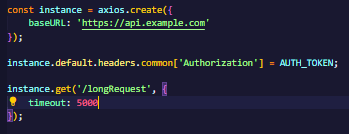 const instance = axios.create({
    baseURL: 'https://api.example.com'
});
instance.default.headers.common['Authorization'] = AUTH_TOKEN;
instance.get('/longRequest', {
    timeout: 5000
});